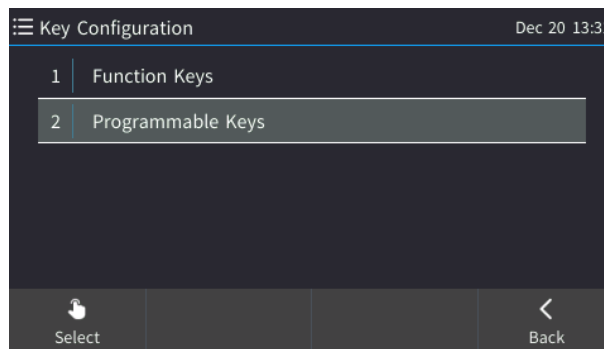 Key Configuration Dec 20 13:3
1 Function Keys
2 Programmable Keys
Select Back